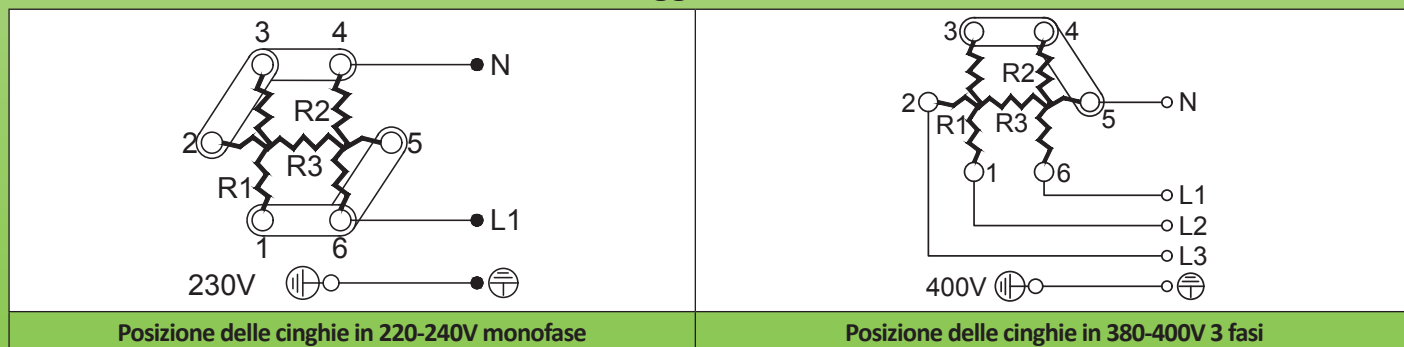 3 4
N
R2
2 5
R3
R1
L1
1 6
230V
Posizione delle cinghie in 220-240V monofase
3 4
R2
2 N
R1 R3 5
1 6
L1
L2
L3
400V
Posizione delle cinghie in 380-400V 3 fasi